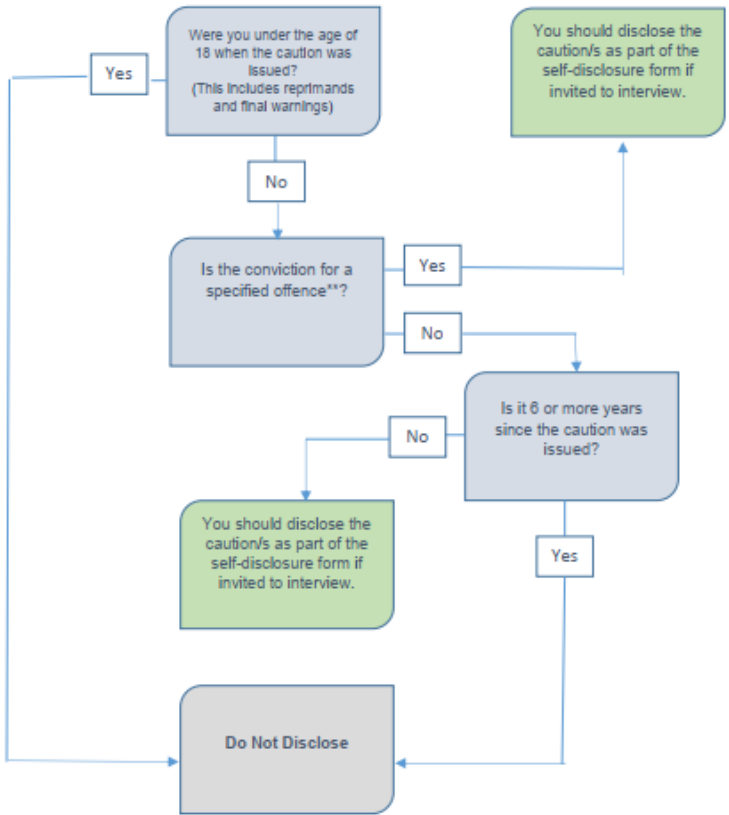 Were you under the age of
18 when the caution was
issued?
(This includes reprimands
and final warnings)
You should disclose the
caution/s as part of the
self-disclosure form if
invited to interview.
Yes
No
Is the conviction for a
specified offence**?
Yes
No
Is it 6 or more years
since the caution was
issued?
No
You should disclose the
caution/s as part of the
self-disclosure form if
invited to interview.
Yes
Do Not Disclose